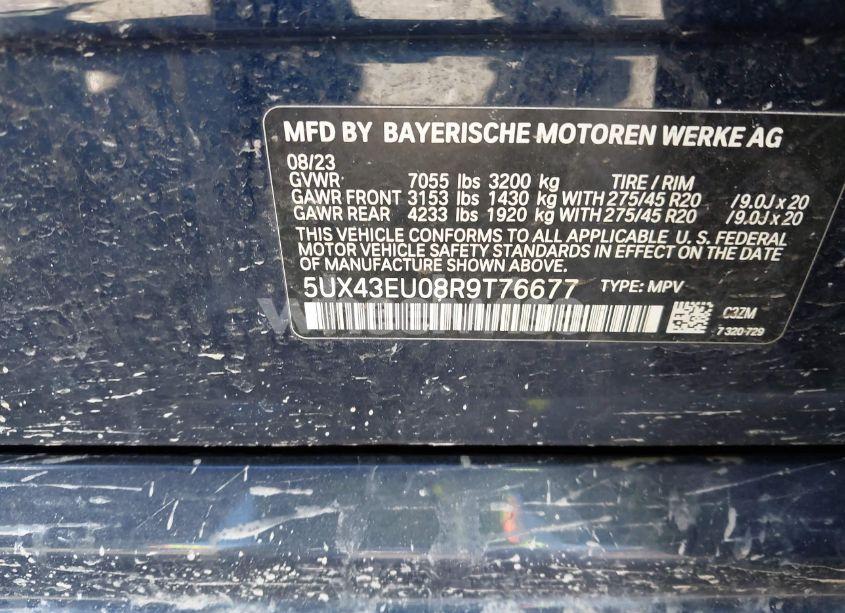 MFD BY BAYERISCHE MOTOREN WERKE AG
08/23
GVWR 7055 lbs 3200 kg TIRE / RIM
GAWR FRONT 3153 lbs 1430 kg WITH 275/45 R20 /9.0J x 20
GAWR REAR 4233 lbs 1920 kg WITH 275/45 R20 /9.0J x 20
THIS VEHICLE CONFORMS TO ALL APPLICABLE U. S. FEDERAL
MOTOR VEHICLE SAFETY STANDARDS IN EFFECT ON THE DATE
OF MANUFACTURE SHOWN ABOVE.
5UX43EU08R9T76677 TYPE: MPV
C3ZM
7 320 729